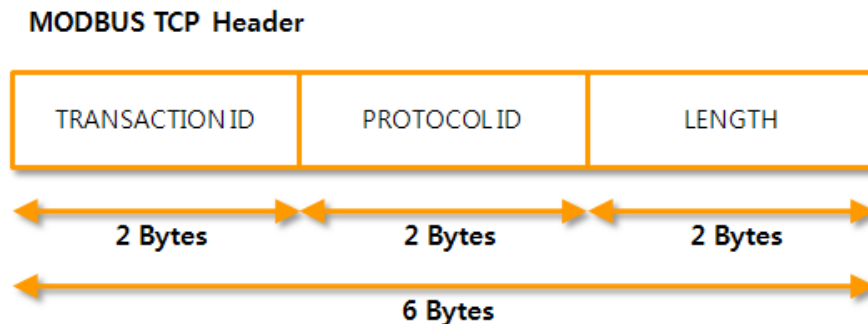 MODBUS TCP Header
TRANSACTION ID PROTOCOL ID LENGTH
2 Bytes 2 Bytes 2 Bytes
6 Bytes